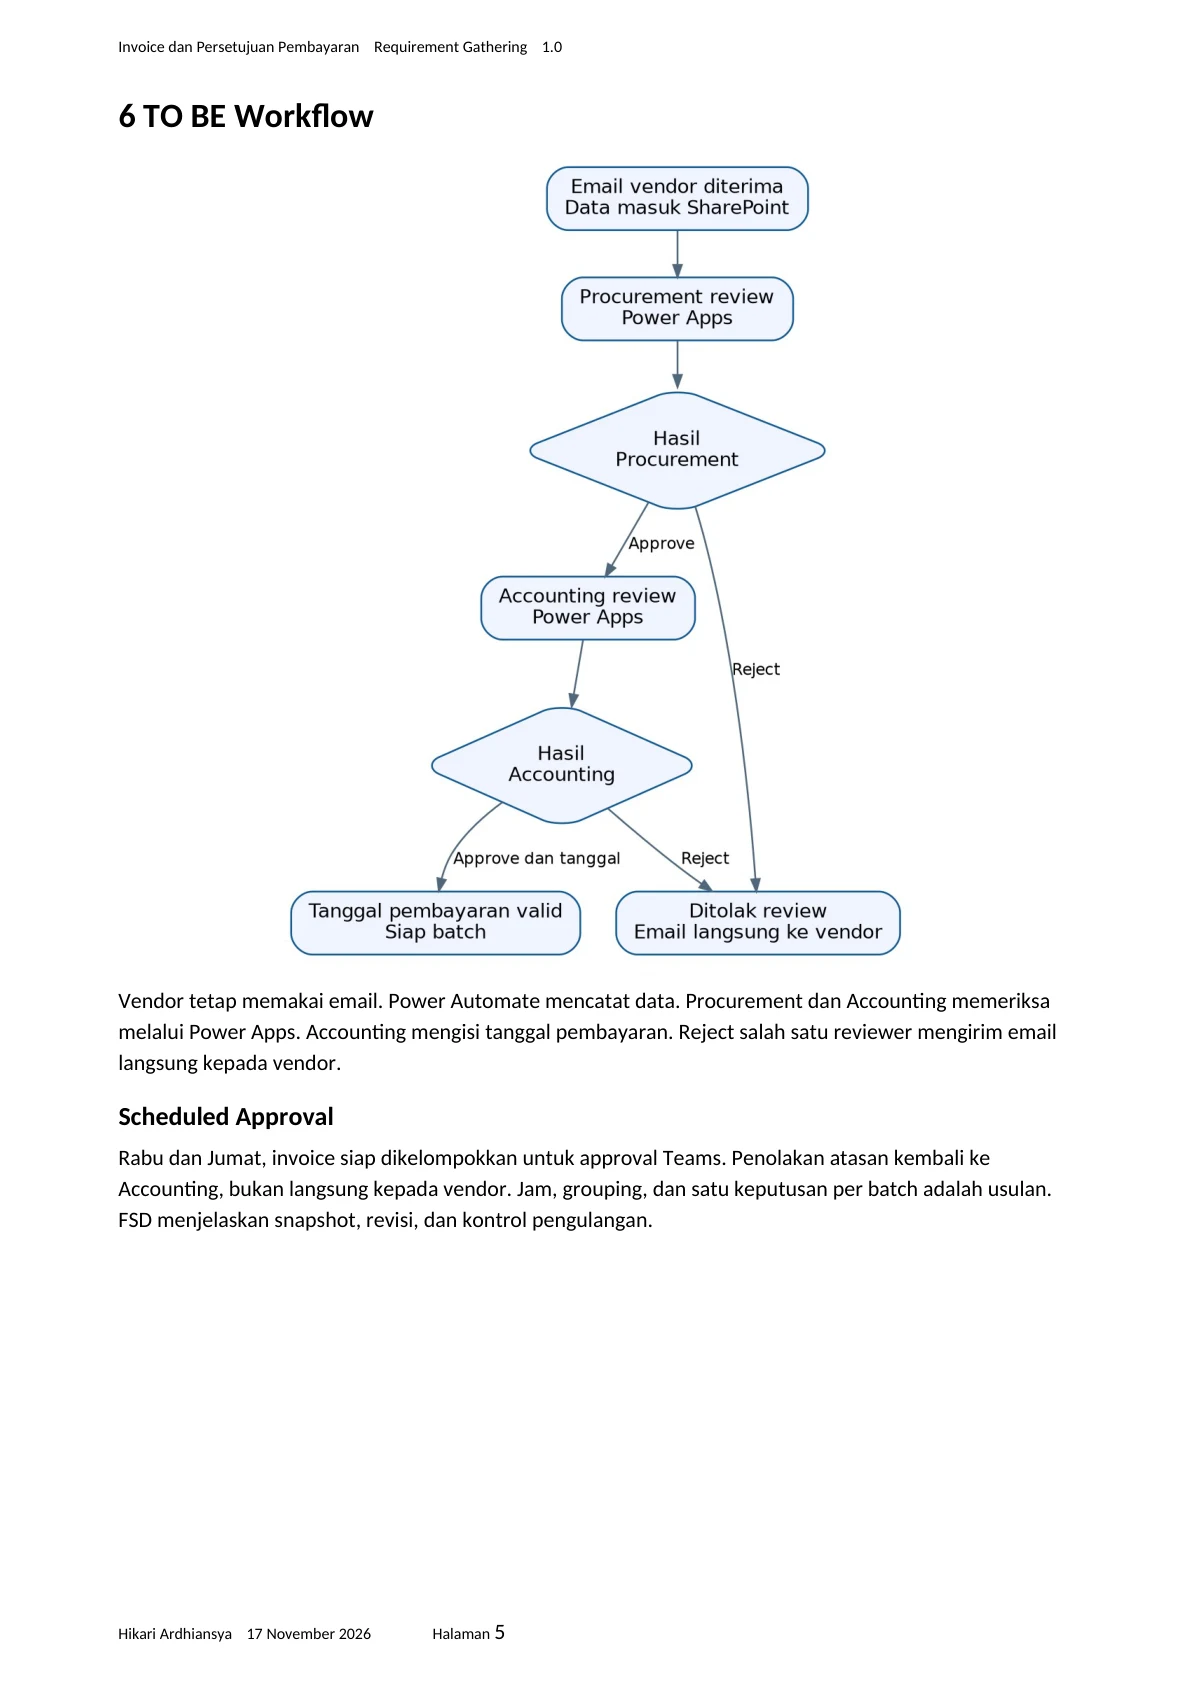 Invoice dan Persetujuan Pembayaran    Requirement Gathering    1.0
6 TO BE Workflow
Email vendor diterima
Data masuk SharePoint
Procurement review
Power Apps
Hasil
Procurement
Approve
Accounting review
Power Apps
Reject
Hasil
Accounting
Approve dan tanggal
Reject
Tanggal pembayaran valid
Siap batch
Ditolak review
Email langsung ke vendor
Vendor tetap memakai email. Power Automate mencatat data. Procurement dan Accounting memeriksa
melalui Power Apps. Accounting mengisi tanggal pembayaran. Reject salah satu reviewer mengirim email
langsung kepada vendor.
Scheduled Approval
Rabu dan Jumat, invoice siap dikelompokkan untuk approval Teams. Penolakan atasan kembali ke
Accounting, bukan langsung kepada vendor. Jam, grouping, dan satu keputusan per batch adalah usulan.
FSD menjelaskan snapshot, revisi, dan kontrol pengulangan.
Hikari Ardhiansya    17 November 2026    Halaman 5